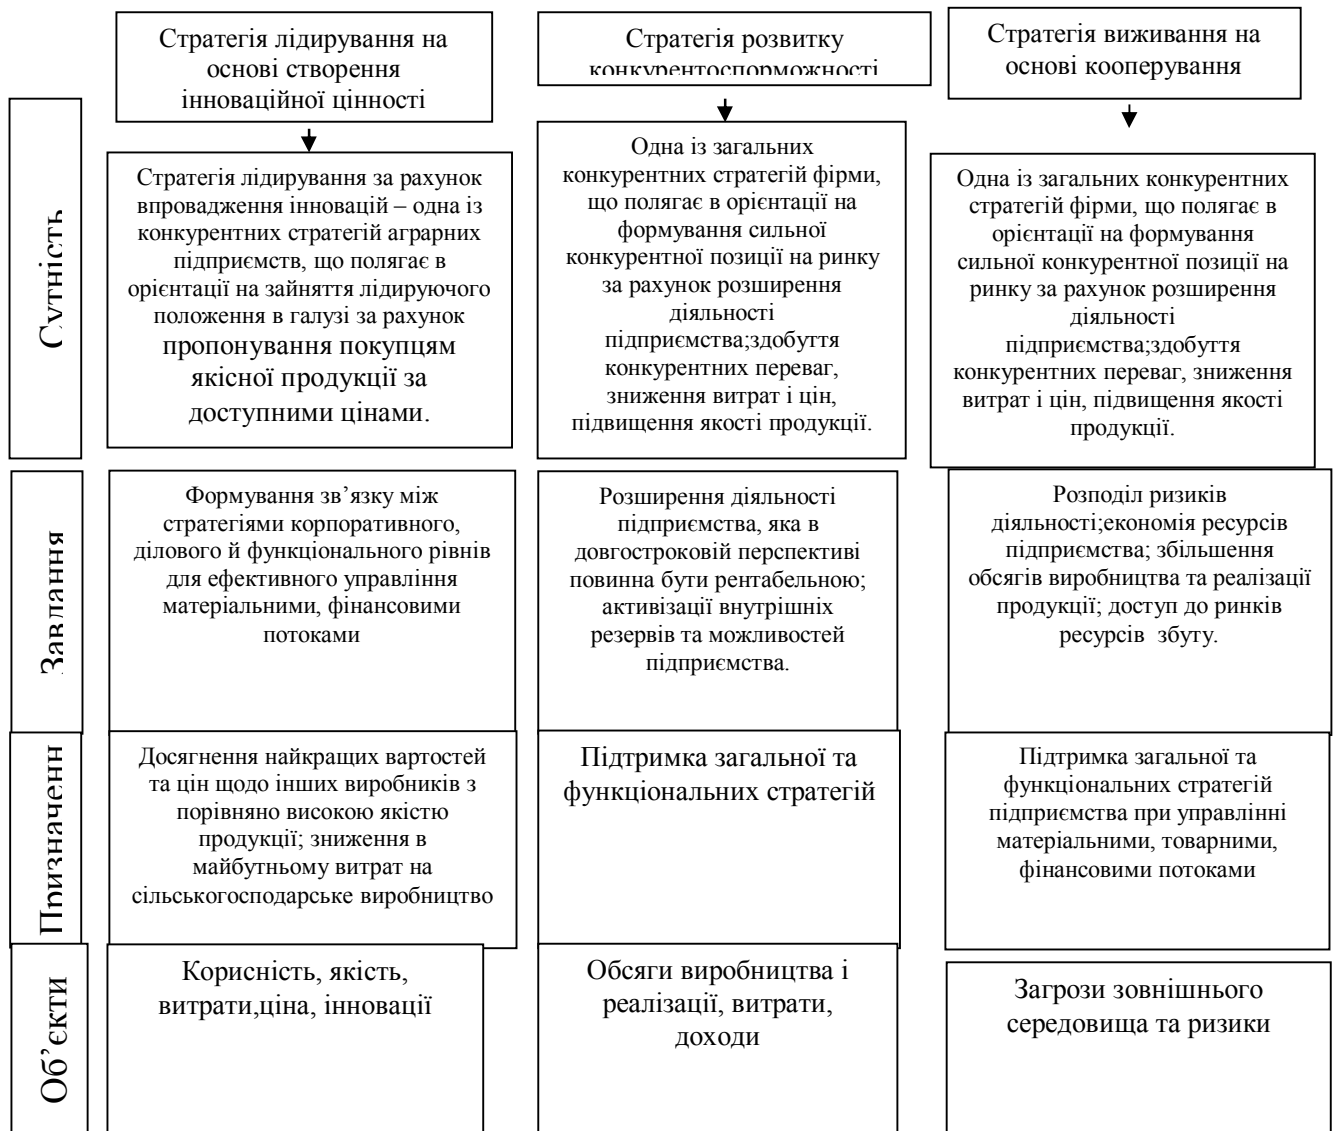 Стратегія лідирування на
основі створення
інноваційної цінності
Стратегія розвитку
конкурентоспорможності
Стратегія виживання на
основі кооперування
Сутність
Стратегія лідирування за рахунок
впровадження інновацій – одна із
конкурентних стратегій аграрних
підприємств, що полягає в
орієнтації на зайняття лідируючого
положення в галузі за рахунок
пропонування покупцям
якісної продукції за
доступними цінами.
Одна із загальних
конкурентних стратегій фірми,
що полягає в орієнтації на
формування сильної
конкурентної позиції на ринку
за рахунок розширення
діяльності
підприємства;здобуття
конкурентних переваг,
зниження витрат і цін,
підвищення якості продукції.
Одна із загальних конкурентних
стратегій фірми, що полягає в
орієнтації на формування
сильної конкурентної позиції на
ринку за рахунок розширення
діяльності
підприємства;здобуття
конкурентних переваг, зниження
витрат і цін, підвищення якості
продукції.
Завдання
Формування зв’язку між
стратегіями корпоративного,
ділового й функціонального рівнів
для ефективного управління
матеріальними, фінансовими
потоками
Розширення діяльності
підприємства, яка в
довгостроковій перспективі
повинна бути рентабельною;
активізації внутрішніх
резервів та можливостей
підприємства.
Розподіл ризиків
діяльності;економія ресурсів
підприємства; збільшення
обсягів виробництва та реалізації
продукції; доступ до ринків
ресурсів збуту.
Призначенн
Досягнення найкращих вартостей
та цін щодо інших виробників з
порівняно високою якістю
продукції; зниження в
майбутньому витрат на
сільськогосподарське виробництво
Підтримка загальної та
функціональних стратегій
Підтримка загальної та
функціональних стратегій
підприємства при управлінні
матеріальними, товарними,
фінансовими потоками
Об’єкти
Корисність, якість,
витрати,ціна, інновації
Обсяги виробництва і
реалізації, витрати,
доходи
Загрози зовнішнього
середовища та ризики